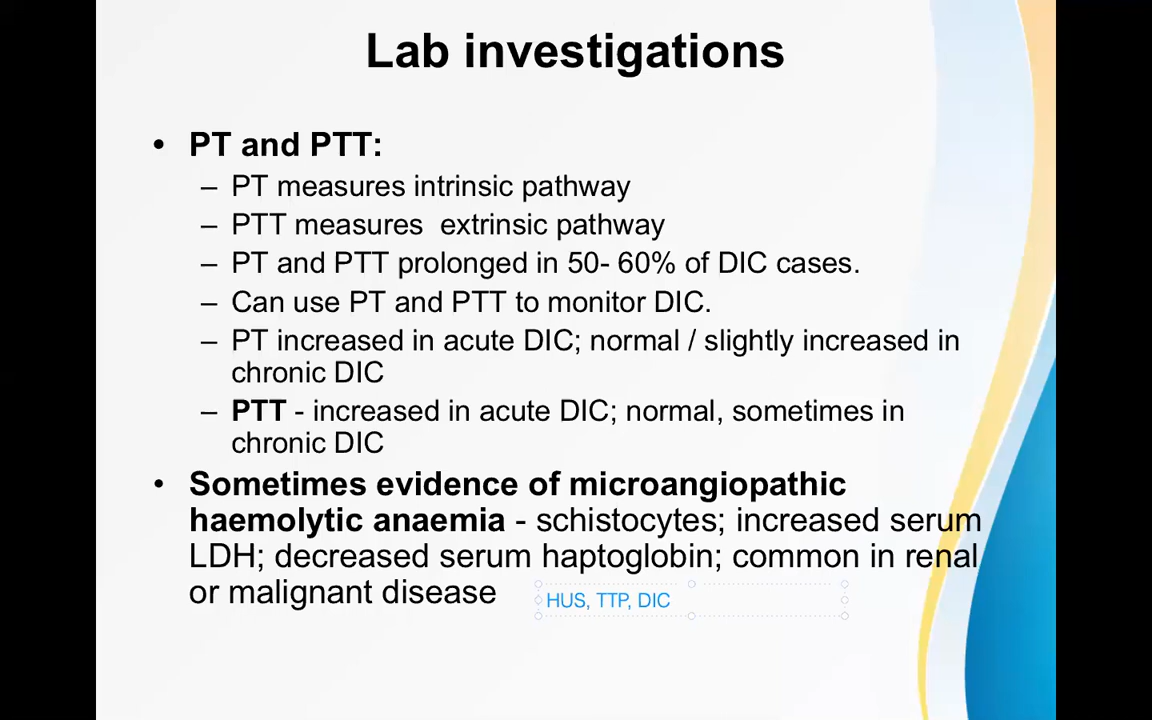 Lab investigations
• PT and PTT:
– PT measures intrinsic pathway
– PTT measures  extrinsic pathway
– PT and PTT prolonged in 50- 60% of DIC cases.
– Can use PT and PTT to monitor DIC.
– PT increased in acute DIC; normal / slightly increased in
chronic DIC
– PTT - increased in acute DIC; normal, sometimes in
chronic DIC
• Sometimes evidence of microangiopathic
haemolytic anaemia - schistocytes; increased serum
LDH; decreased serum haptoglobin; common in renal
or malignant disease
HUS, TTP, DIC